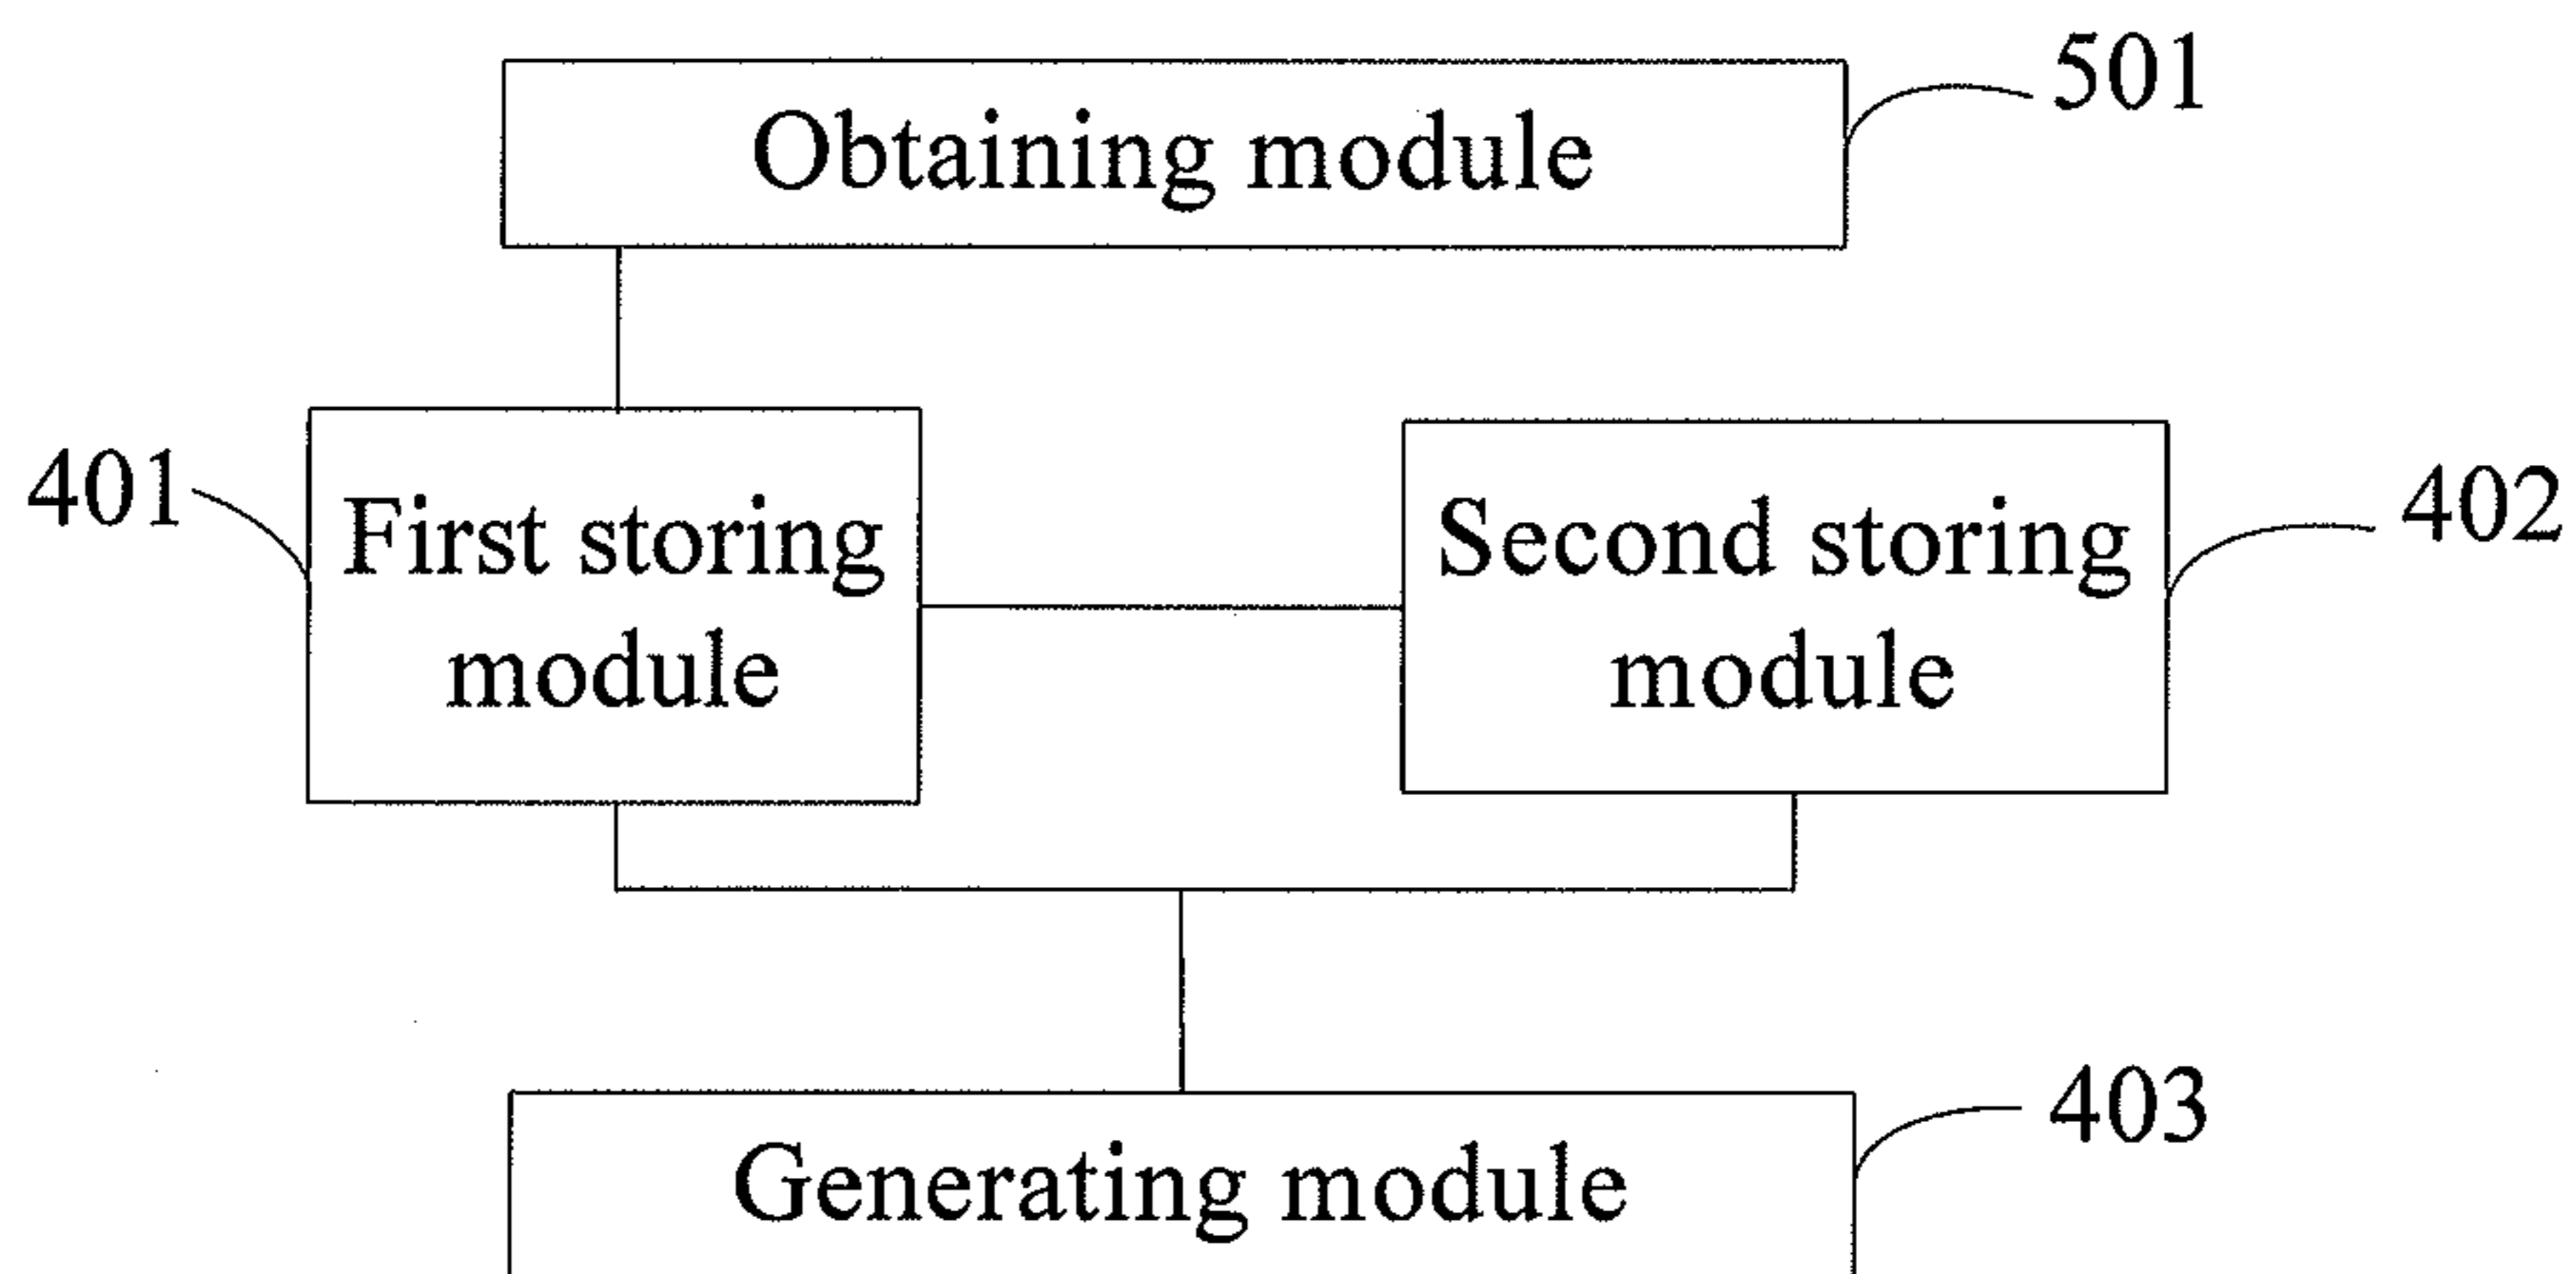 Obtaining module
501
401
First storing
module
Second storing
module
402
Generating module
403